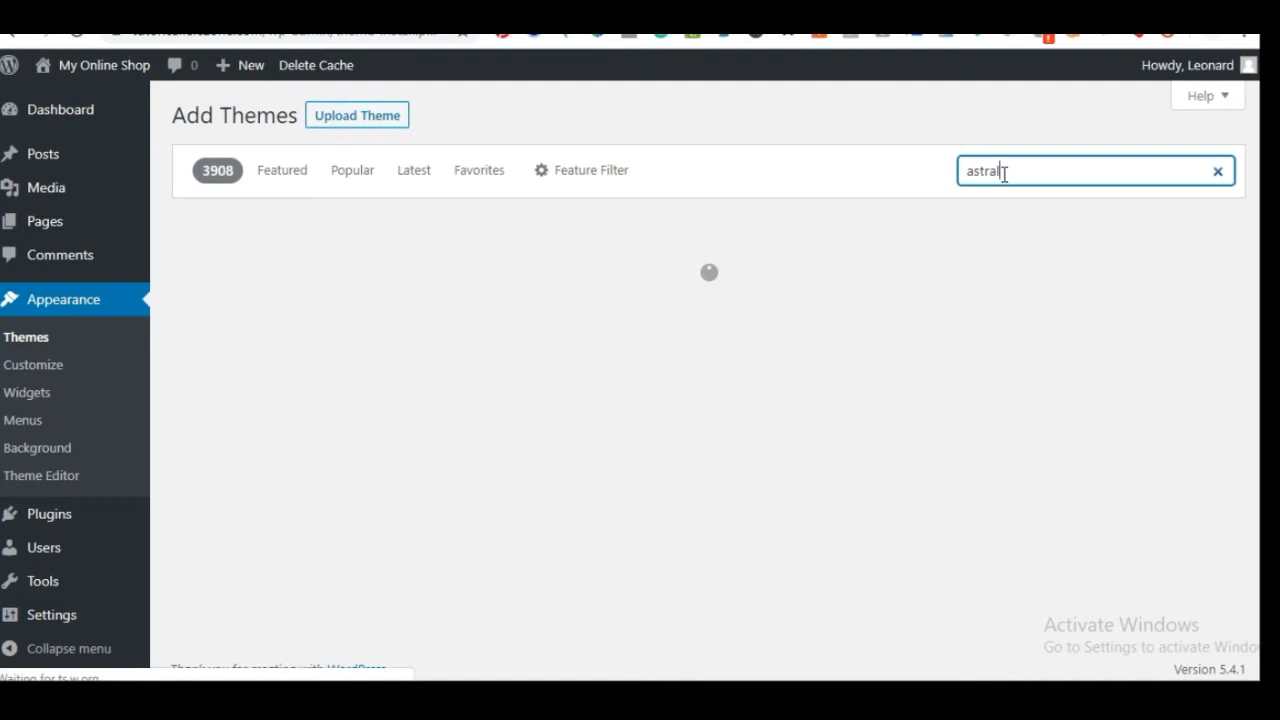 My Online Shop
0
New
Delete Cache
Howdy, Leonard
Dashboard
Posts
Media
Pages
Comments
Appearance
Themes
Customize
Widgets
Menus
Background
Theme Editor
Plugins
Users
Tools
Settings
Collapse menu
Help
Add Themes
Upload Theme
3908
Featured
Popular
Latest
Favorites
Feature Filter
astral
Activate Windows
Go to Settings to activate Windo
Version 5.4.1